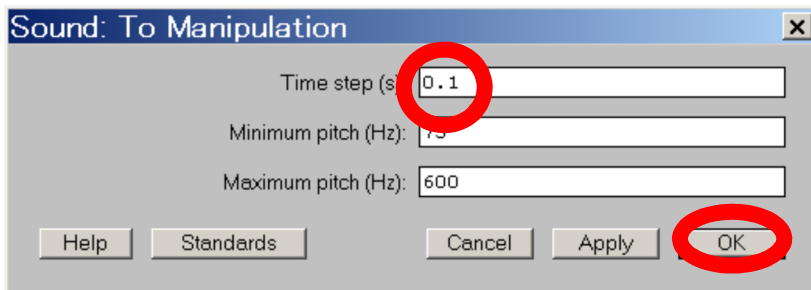 Sound: To Manipulation
Time step (s) 0.1
Minimum pitch (Hz): 75
Maximum pitch (Hz): 600
Help Standards Cancel Apply OK